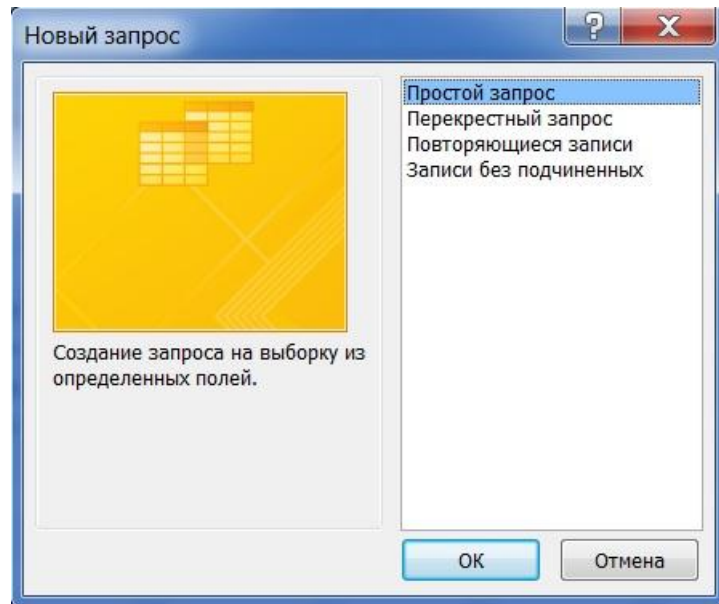 Новый запрос
Простой запрос
Перекрестный запрос
Повторяющиеся записи
Записи без подчиненных
Создание запроса на выборку из
определенных полей.
ОК
Отмена